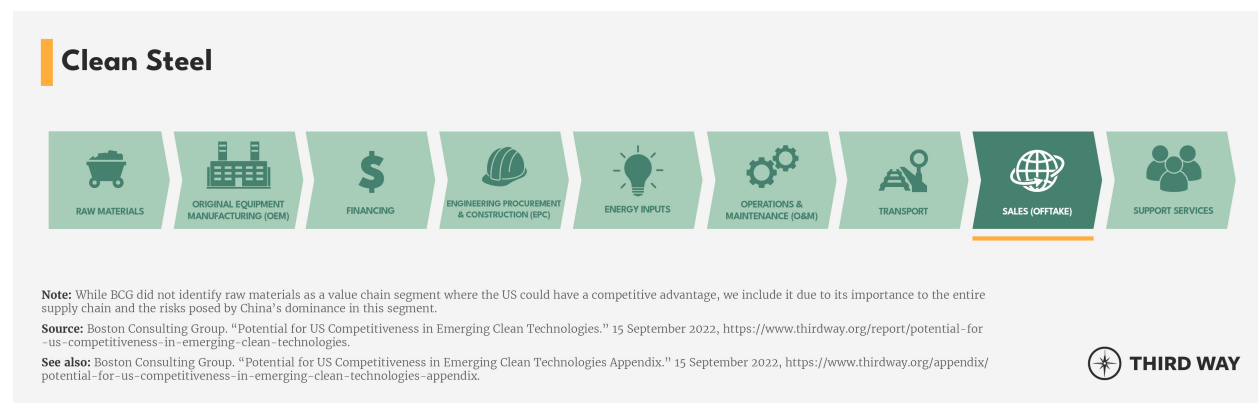 Clean Steel
RAW MATERIALS
ORIGINAL EQUIPMENT
MANUFACTURING (OEM)
FINANCING
ENGINEERING PROCUREMENT
& CONSTRUCTION (EPC)
ENERGY INPUTS
OPERATIONS &
MAINTENANCE (O&M)
TRANSPORT
SALES (OFFTAKE)
SUPPORT SERVICES
Note: While BCG did not identify raw materials as a value chain segment where the US could have a competitive advantage, we include it due to its importance to the entire
supply chain and the risks posed by China's dominance in this segment.
Source: Boston Consulting Group. “Potential for US Competitiveness in Emerging Clean Technologies.” 15 September 2022, https://www.thirdway.org/report/potential-for
-us-competitiveness-in-emerging-clean-technologies.
See also: Boston Consulting Group. “Potential for US Competitiveness in Emerging Clean Technologies Appendix.” 15 September 2022, https://www.thirdway.org/appendix/
potential-for-us-competitiveness-in-emerging-clean-technologies-appendix.
THIRD WAY